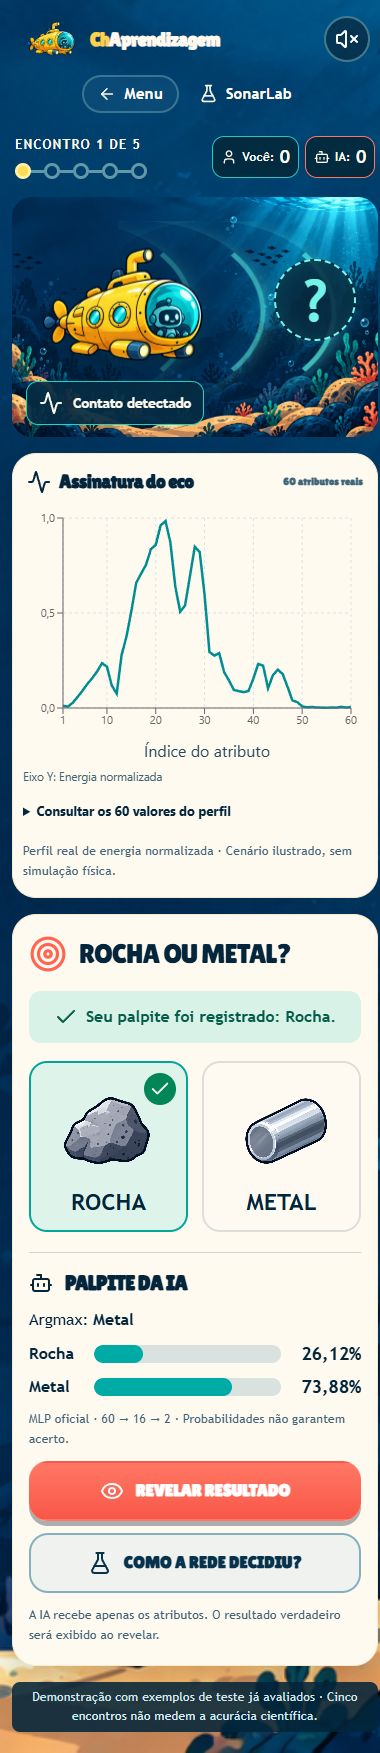 ChAprendizagem
Menu
SonarLab
ENCONTRO 1 DE 5
Você: 0
IA: 0
?
Contato detectado
Assinatura do eco
60 atributos reais
1,0
0,5
0,0
1 10 20 30 40 50 60
Índice do atributo
Eixo Y: Energia normalizada
Consultar os 60 valores do perfil
Perfil real de energia normalizada · Cenário ilustrado, sem
simulação física.
ROCHA OU METAL?
Seu palpite foi registrado: Rocha.
ROCHA
METAL
PALPITE DA IA
Argmax: Metal
Rocha 26,12%
Metal 73,88%
MLP oficial · 60 → 16 → 2 · Probabilidades não garantem
acerto.
REVELAR RESULTADO
COMO A REDE DECIDIU?
A IA recebe apenas os atributos. O resultado verdadeiro
será exibido ao revelar.
Demonstração com exemplos de teste já avaliados · Cinco
encontros não medem a acurácia científica.